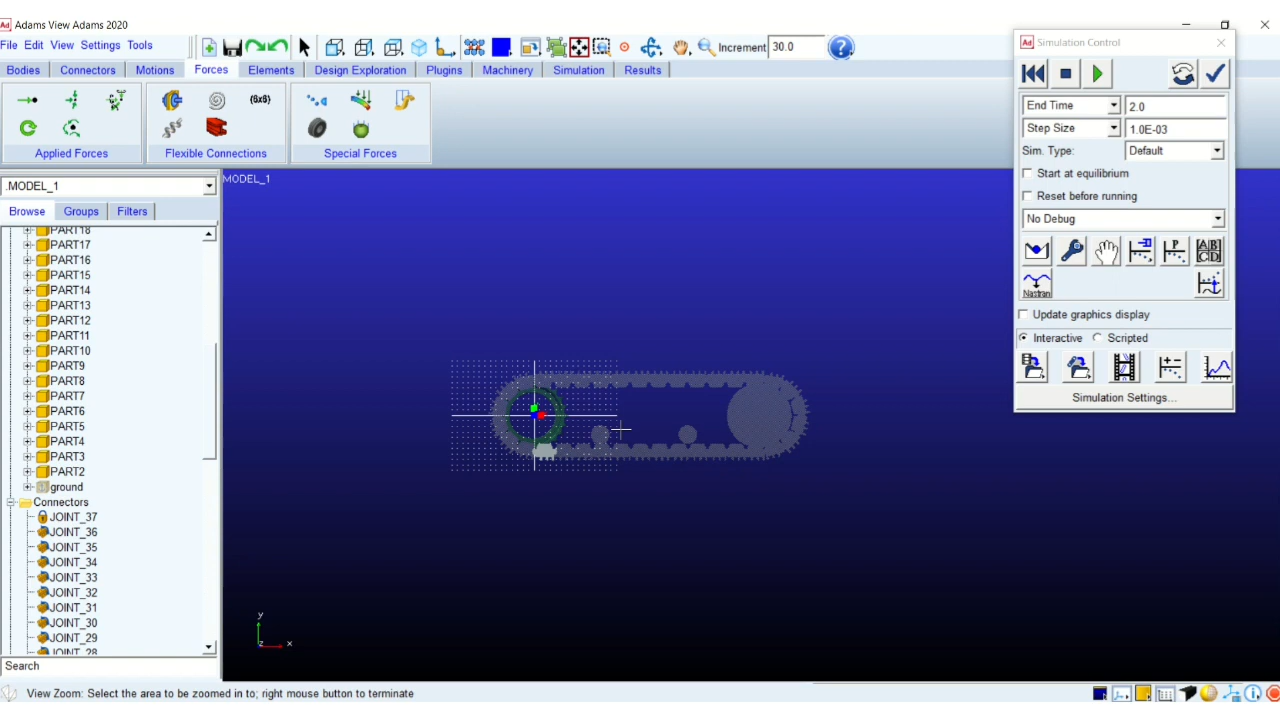 Ad Adams View Adams 2020
File Edit View Settings Tools
Increment 30.0
Bodies Connectors Motions Forces Elements Design Exploration Plugins Machinery Simulation Results
(6x6)
Applied Forces Flexible Connections Special Forces
.MODEL_1
Browse Groups Filters
PART18
PART17
PART16
PART15
PART14
PART13
PART12
PART11
PART10
PART9
PART8
PART7
PART6
PART5
PART4
PART3
PART2
ground
Connectors
JOINT_37
JOINT_36
JOINT_35
JOINT_34
JOINT_33
JOINT_32
JOINT_31
JOINT_30
JOINT_29
JOINT_28
Search
MODEL_1
y
z x
Ad Simulation Control
End Time 2.0
Step Size 1.0E-03
Sim. Type: Default
Start at equilibrium
Reset before running
No Debug
P
AB
CD
Nastran
Update graphics display
Interactive Scripted
Simulation Settings...
View Zoom: Select the area to be zoomed in to; right mouse button to terminate